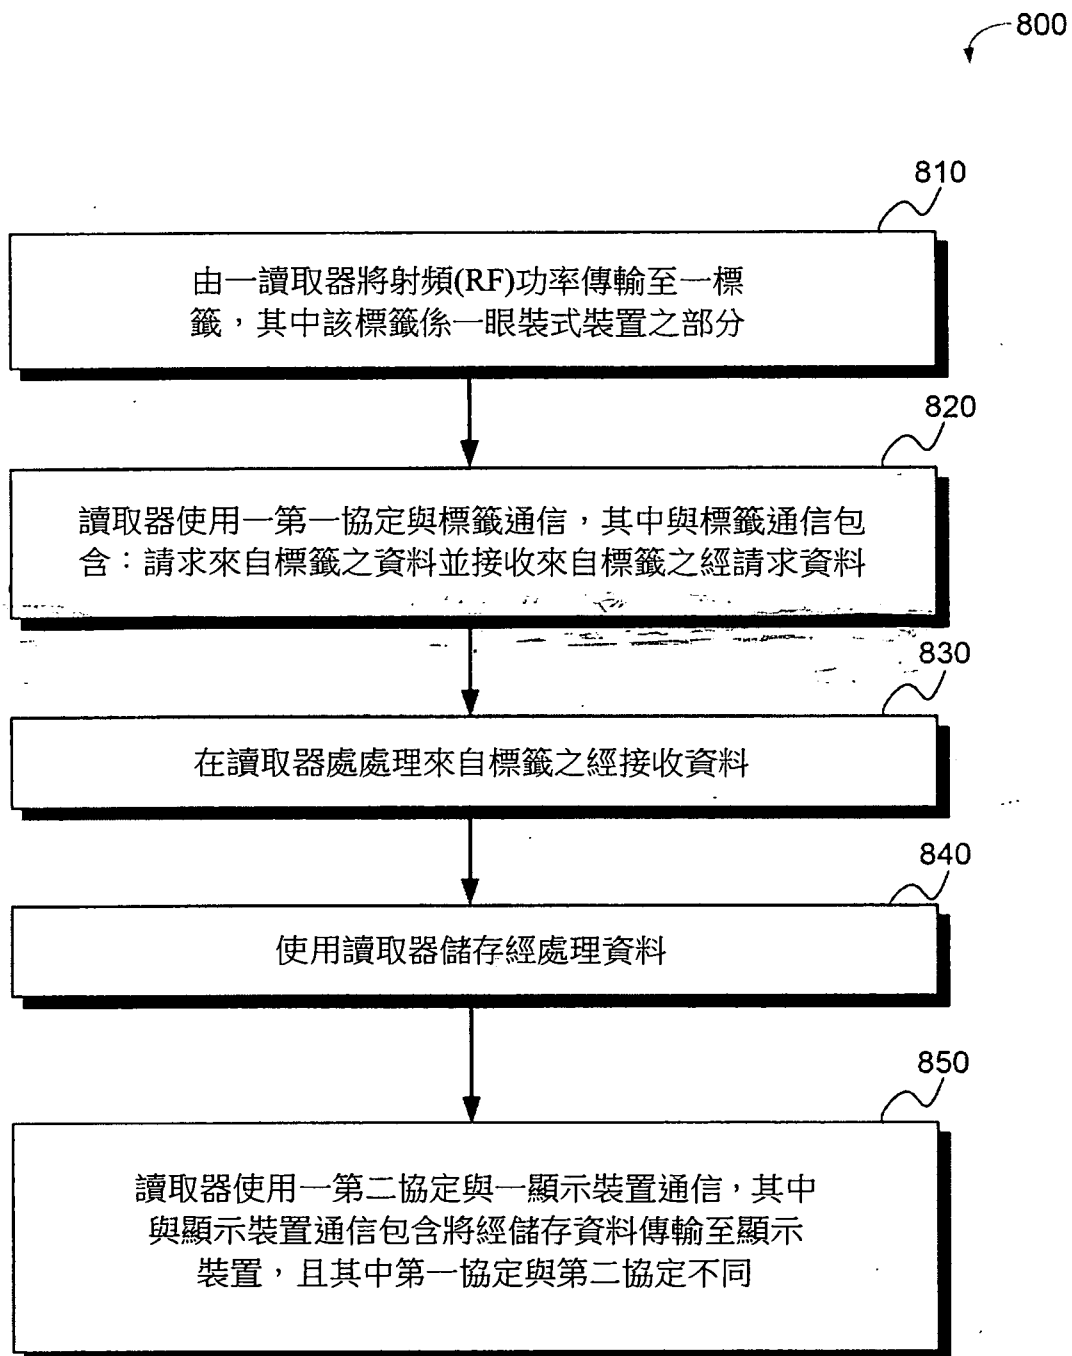 800
810
由一讀取器將射頻(RF)功率傳輸至一標
籤，其中該標籤係一眼裝式裝置之部分
820
讀取器使用一第一協定與標籤通信，其中與標籤通信包
含：請求來自標籤之資料並接收來自標籤之經請求資料
830
在讀取器處處理來自標籤之經接收資料
840
使用讀取器儲存經處理資料
850
讀取器使用一第二協定與一顯示裝置通信，其中
與顯示裝置通信包含將經儲存資料傳輸至顯示
裝置，且其中第一協定與第二協定不同